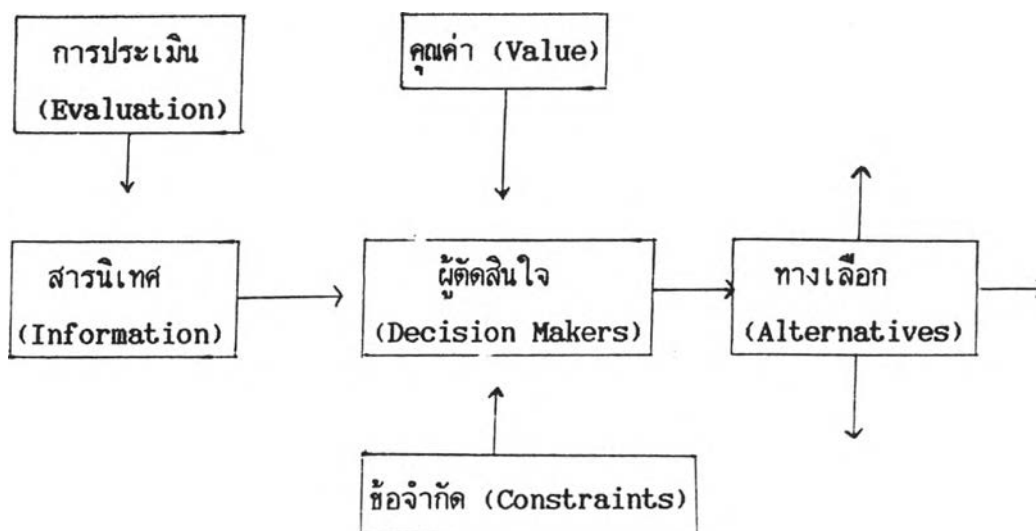 การประเมิน
(Evaluation)
คุณค่า (Value)
สารนิเทศ
(Information)
ผู้ตัดสินใจ
(Decision Makers)
ทางเลือก
(Alternatives)
ข้อจำกัด (Constraints)